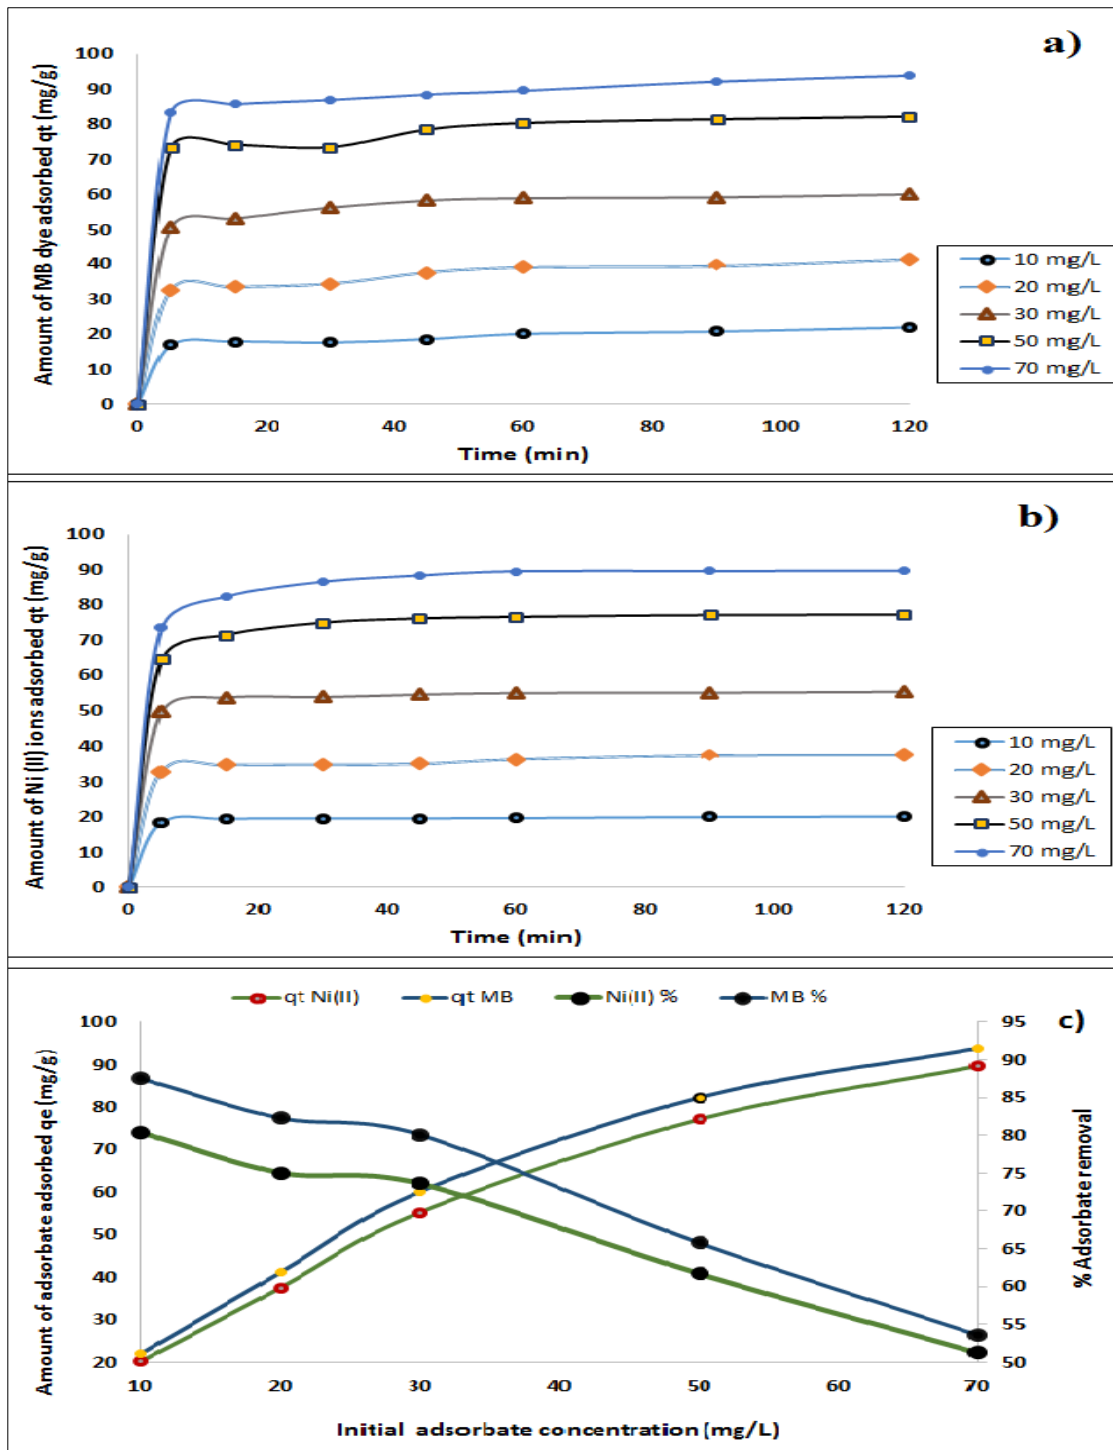 a)
Amount of MB dye adsorbed qt (mg/g)
100
90
80
70
60
50
40
30
20
10
0
0 20 40 60 80 100 120
Time (min)
10 mg/L
20 mg/L
30 mg/L
50 mg/L
70 mg/L
b)
Amount of Ni (II) ions adsorbed qt (mg/g)
100
90
80
70
60
50
40
30
20
10
0
0 20 40 60 80 100 120
Time (min)
10 mg/L
20 mg/L
30 mg/L
50 mg/L
70 mg/L
qt Ni(II) qt MB Ni(II) % MB %
c)
Amount of adsorbate adsorbed qe (mg/g)
100
90
80
70
60
50
40
30
20
95
90
85
80
75
70
65
60
55
50
% Adsorbate removal
10 20 30 40 50 60 70
Initial adsorbate concentration (mg/L)